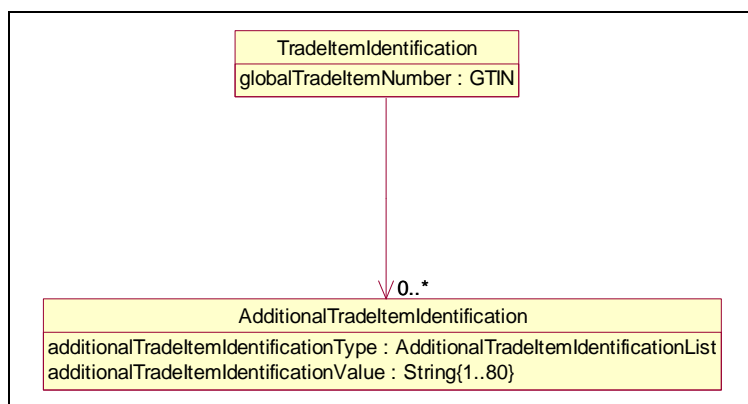 TradeItemIdentification
globalTradeItemNumber : GTIN
0..*
AdditionalTradeItemIdentification
additionalTradeItemIdentificationType : AdditionalTradeItemIdentificationList
additionalTradeItemIdentificationValue : String{1..80}